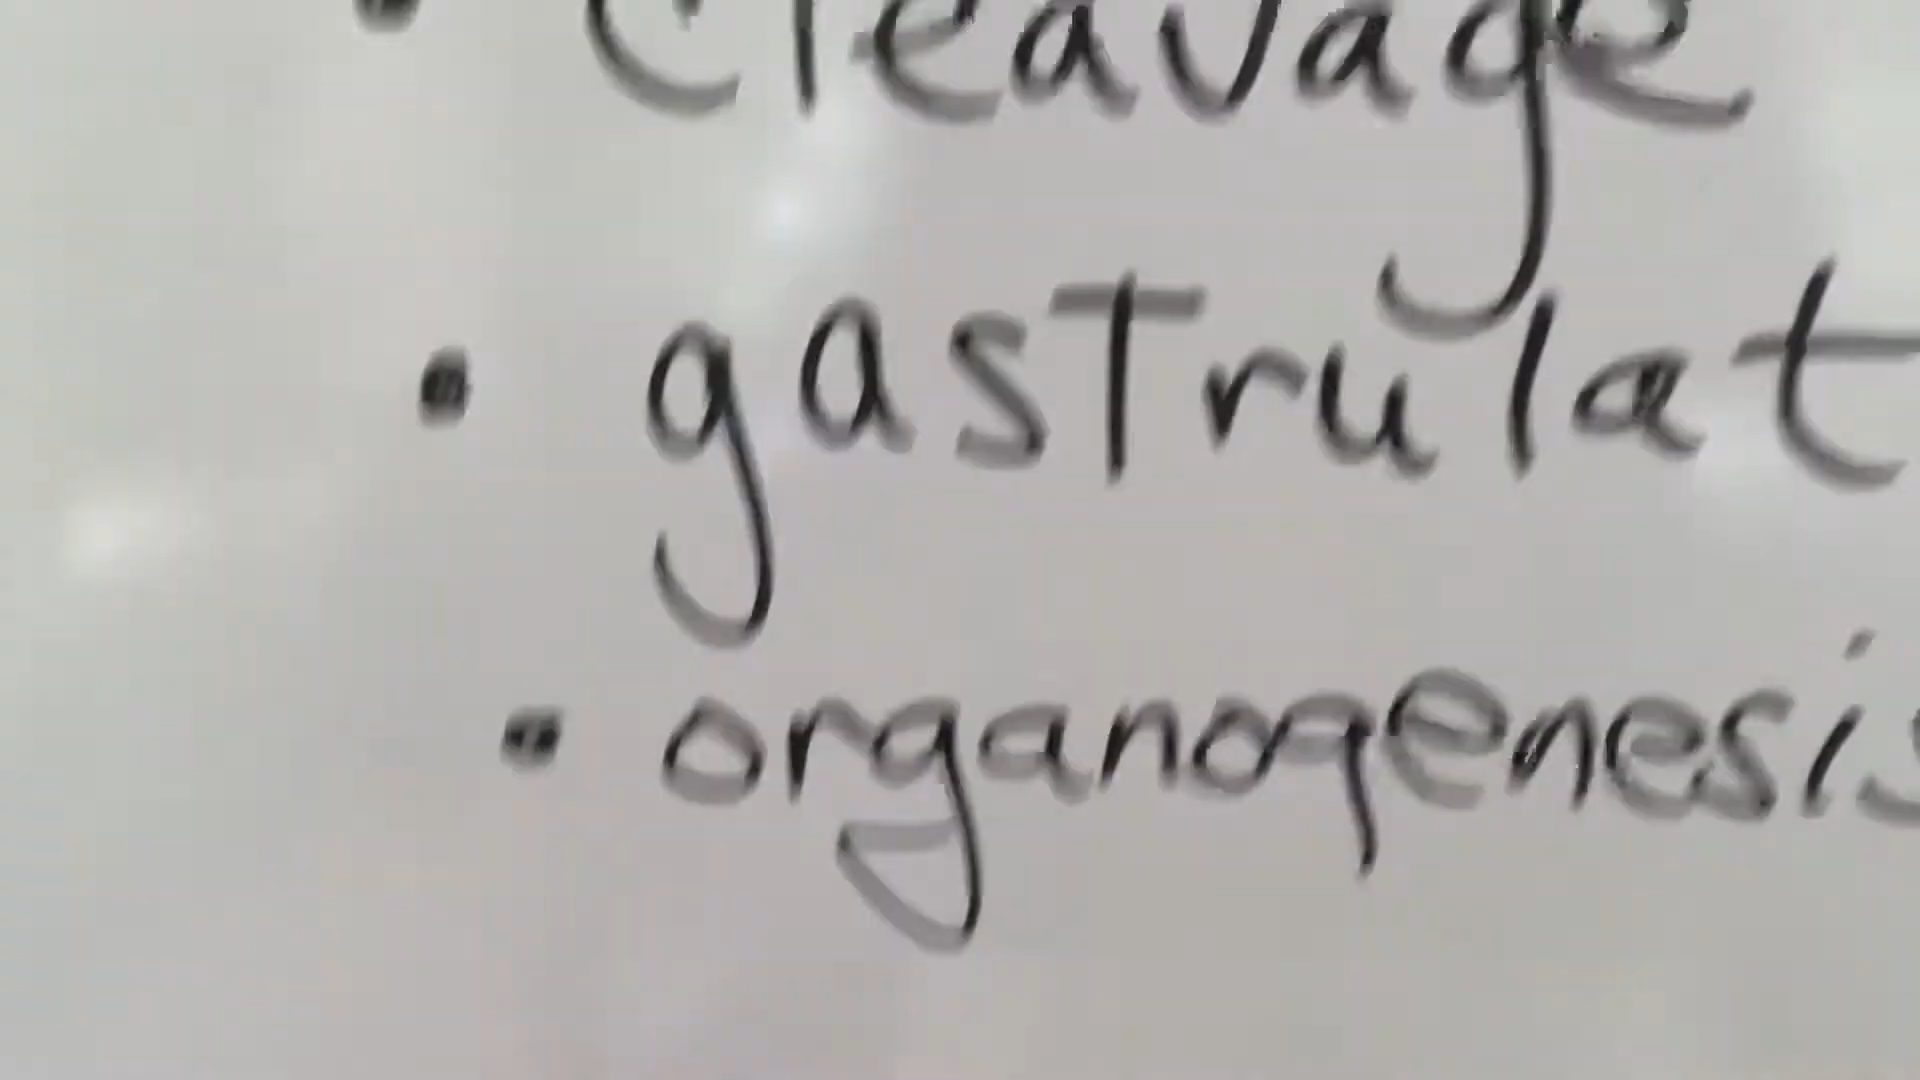 • Cleavage
• gastrulat
• organogenesis